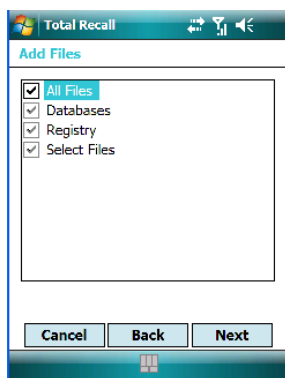 Total Recall
Add Files
All Files
Databases
Registry
Select Files
Cancel Back Next